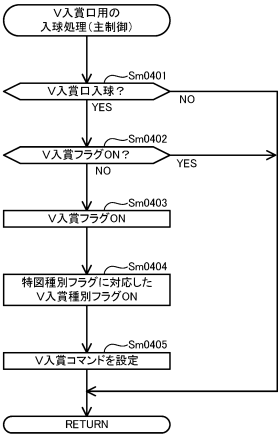 V入賞口用の
入球処理（主制御）
Sm0401
V入賞口入球？
NO
YES
Sm0402
V入賞フラグON？
YES
NO
Sm0403
V入賞フラグON
Sm0404
特図種別フラグに対応した
V入賞種別フラグON
Sm0405
V入賞コマンドを設定
RETURN